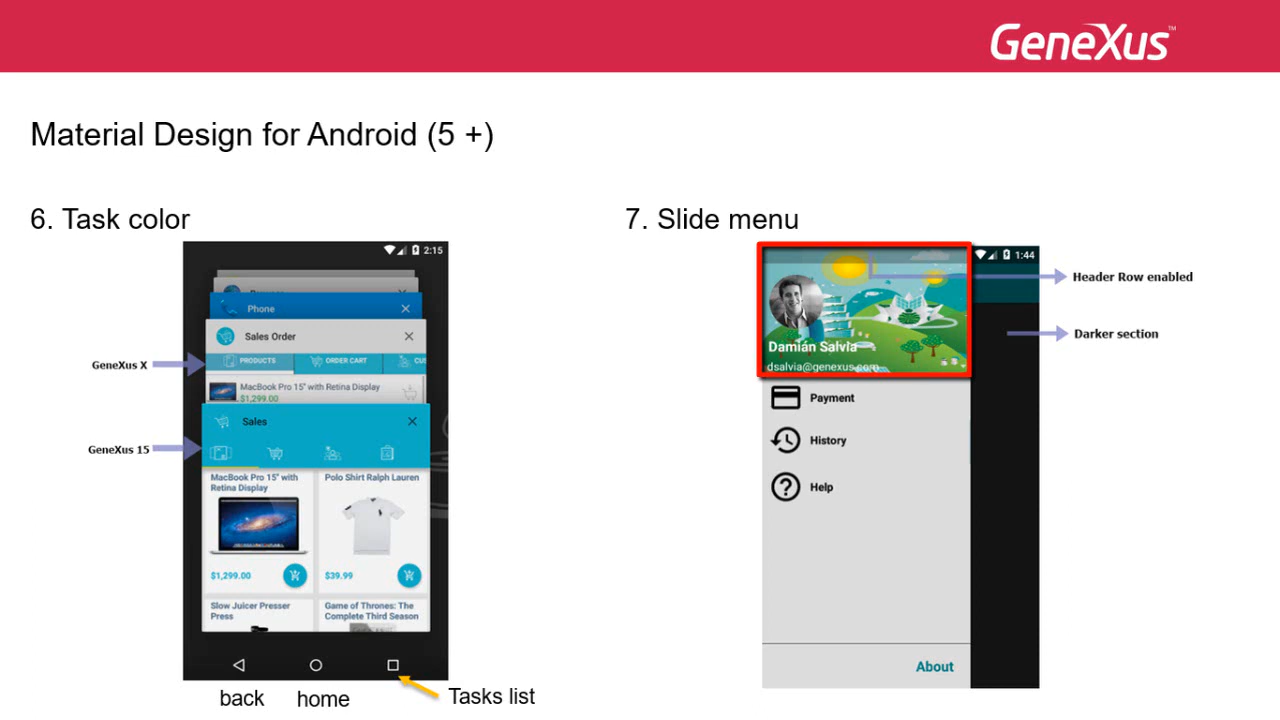 GeneXus™
Material Design for Android (5 +)
6. Task color
2:15
Phone
Sales Order
PRODUCTS
ORDER CART
CU
MacBook Pro 15" with Retina Display
$1,299.00
Sales
MacBook Pro 15" with
Retina Display
Polo Shirt Ralph Lauren
$1,299.00
$39.99
Slow Juicer Presser
Press
Game of Thrones: The
Complete Third Season
GeneXus X
GeneXus 15
back
home
Tasks list
7. Slide menu
1:44
Damián Salvia
dsalvia@genexus.com
Payment
History
Help
About
Header Row enabled
Darker section